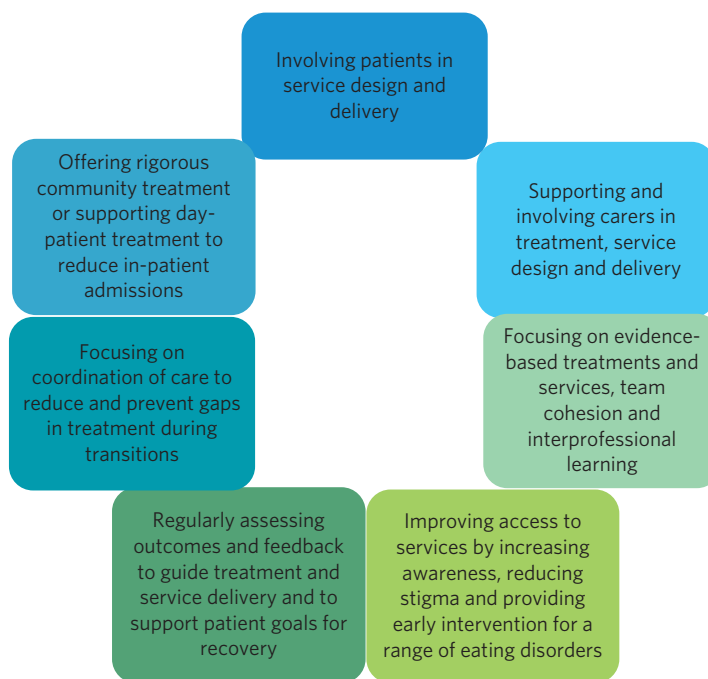 Involving patients in
service design and
delivery
Offering rigorous
community treatment
or supporting day-
patient treatment to
reduce in-patient
admissions
Supporting and
involving carers in
treatment, service
design and delivery
Focusing on
coordination of care to
reduce and prevent gaps
in treatment during
transitions
Focusing on evidence-
based treatments and
services, team
cohesion and
interprofessional
learning
Regularly assessing
outcomes and feedback
to guide treatment and
service delivery and to
support patient goals for
recovery
Improving access to
services by increasing
awareness, reducing
stigma and providing
early intervention for a
range of eating disorders